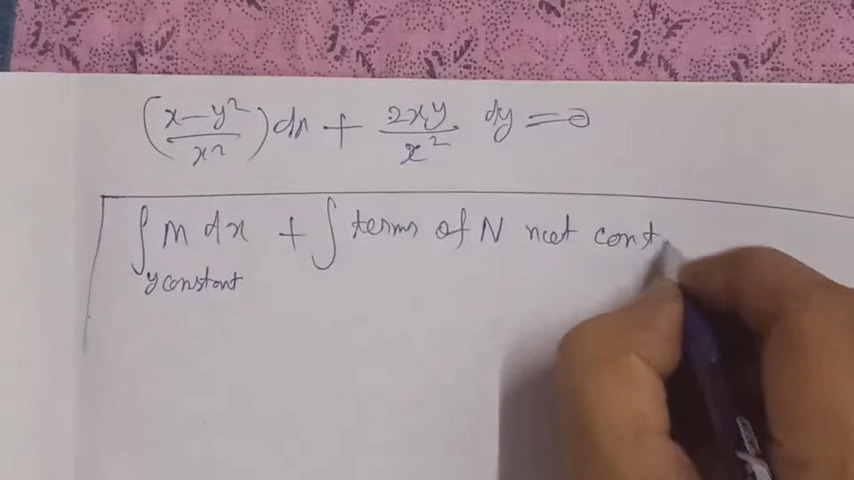 (x-y²/x²)dx + 2xy/x² dy = 0
∫ M dx + ∫ terms of N not const
y constant